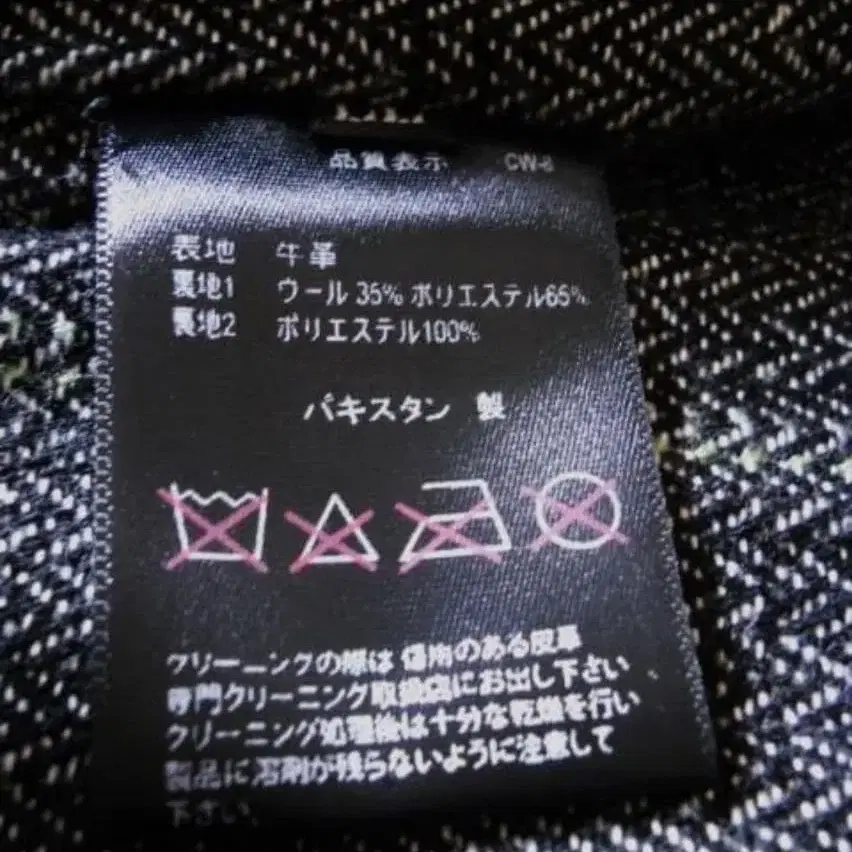 品質表示 CW-8
表地 牛革
裏地1 ウール 35% ポリエステル65%
裏地2 ポリエステル100%
パキスタン 製
クリーニングの際は 信用のある皮革
専門クリーニング取扱店にお出し下さい
クリーニング処理後は十分な乾燥を行い
製品に溶剤が残らないように注意して
下さい